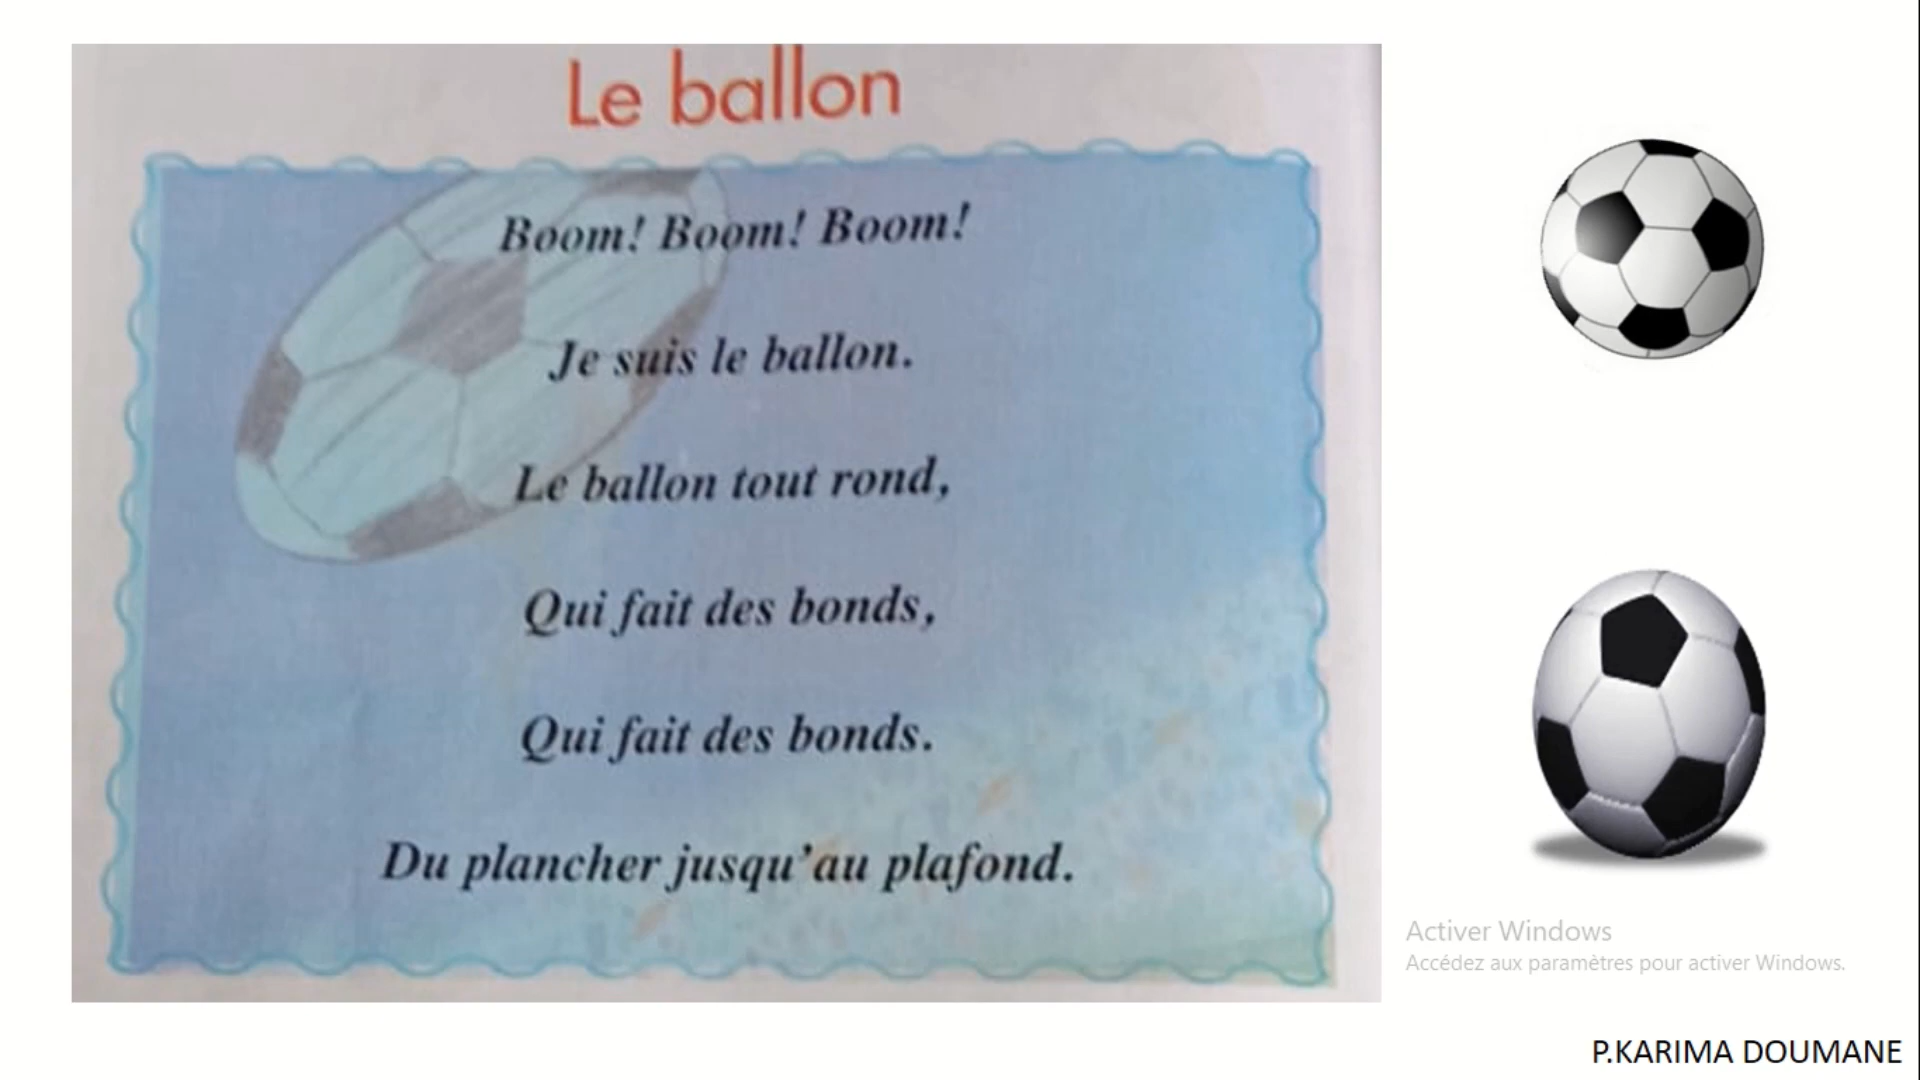 Le ballon
Boom! Boom! Boom!
Je suis le ballon.
Le ballon tout rond,
Qui fait des bonds,
Qui fait des bonds.
Du plancher jusqu'au plafond.
Activer Windows
Accédez aux paramètres pour activer Windows.
P.KARIMA DOUMANE